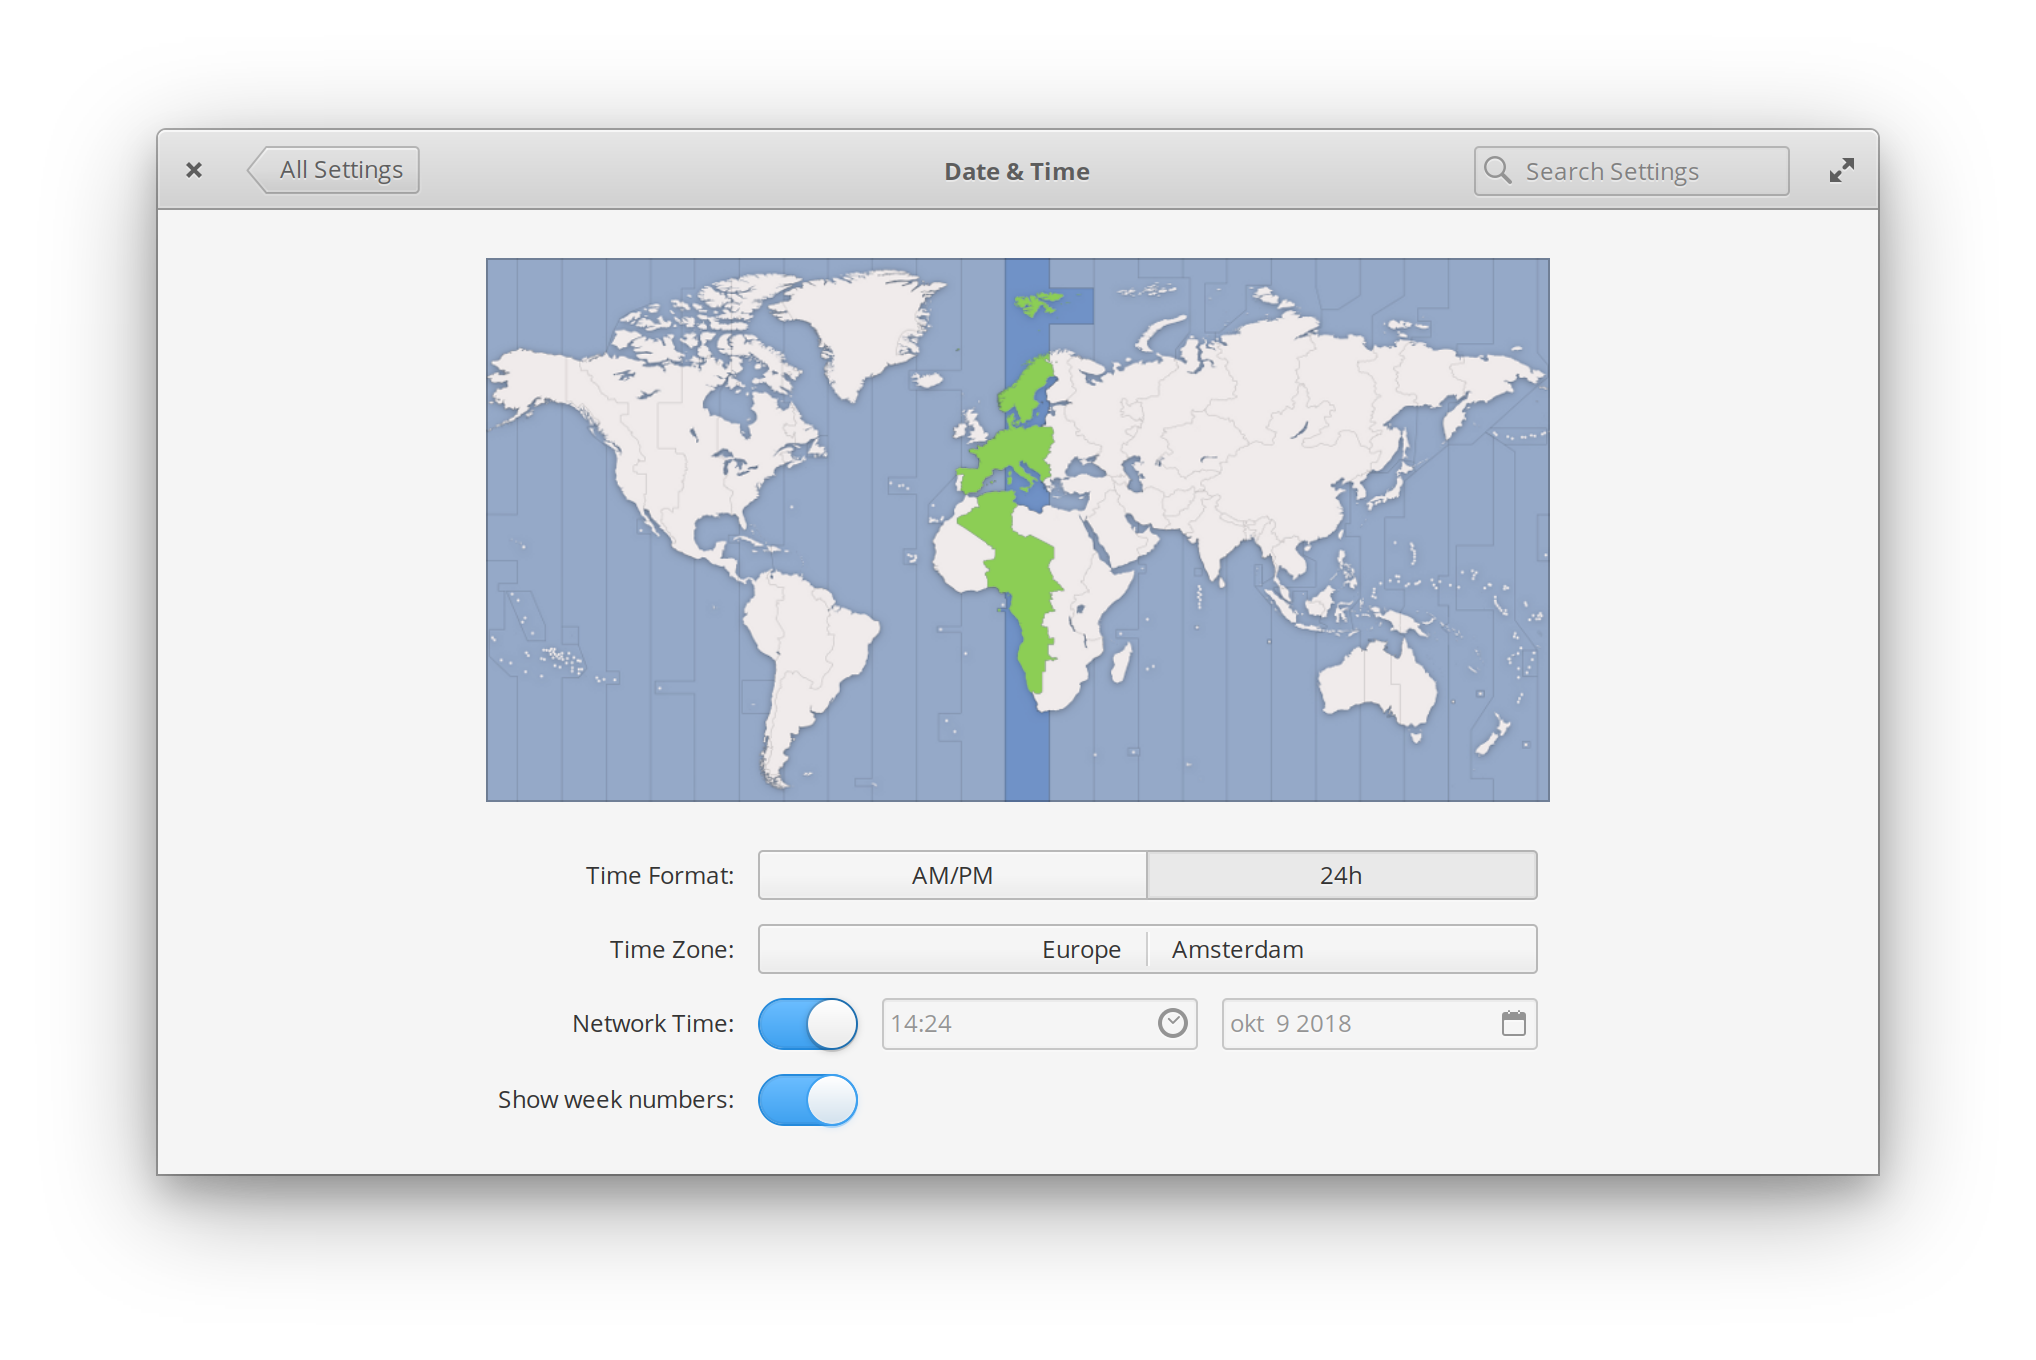 All Settings
Date & Time
Search Settings
Time Format:
AM/PM
24h
Time Zone:
Europe
Amsterdam
Network Time:
14:24
okt  9 2018
Show week numbers: